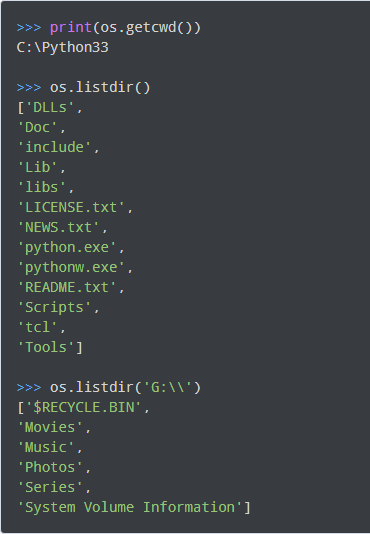 >>> print(os.getcwd())
C:\Python33
>>> os.listdir()
['DLLs',
'Doc',
'include',
'Lib',
'libs',
'LICENSE.txt',
'NEWS.txt',
'python.exe',
'pythonw.exe',
'README.txt',
'Scripts',
'tcl',
'Tools']
>>> os.listdir('G:\\')
['$RECYCLE.BIN',
'Movies',
'Music',
'Photos',
'Series',
'System Volume Information']